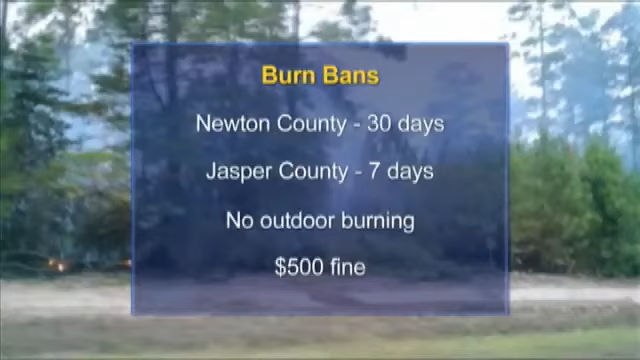 Burn Bans
Newton County - 30 days
Jasper County - 7 days
No outdoor burning
$500 fine